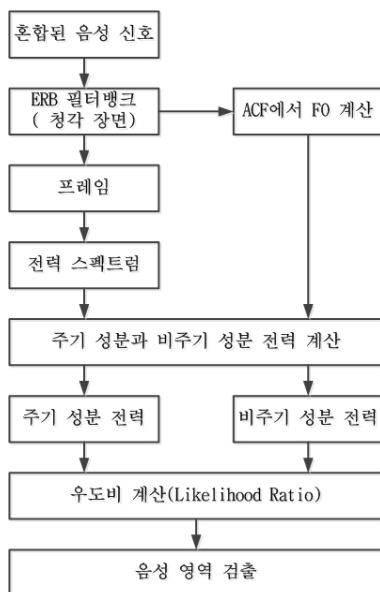 혼합된 음성 신호
ERB 필터뱅크
( 청각 장면)
ACF에서 F0 계산
프레임
전력 스펙트럼
주기 성분과 비주기 성분 전력 계산
주기 성분 전력
비주기 성분 전력
우도비 계산(Likelihood Ratio)
음성 영역 검출